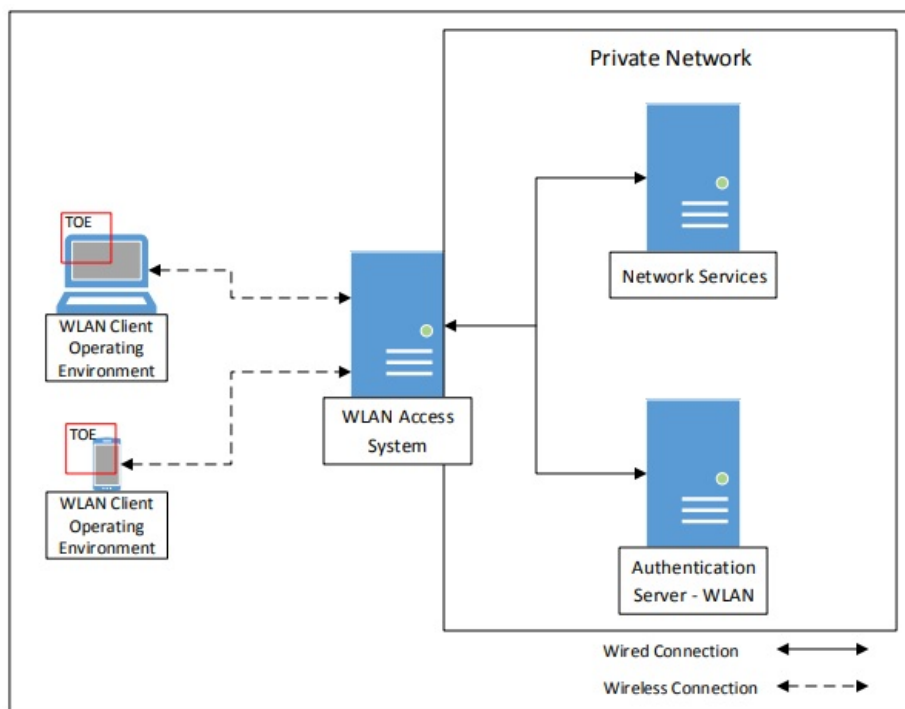 Private Network
TOE
WLAN Client
Operating
Environment
TOE
WLAN Client
Operating
Environment
WLAN Access
System
Network Services
Authentication
Server - WLAN
Wired Connection
Wireless Connection